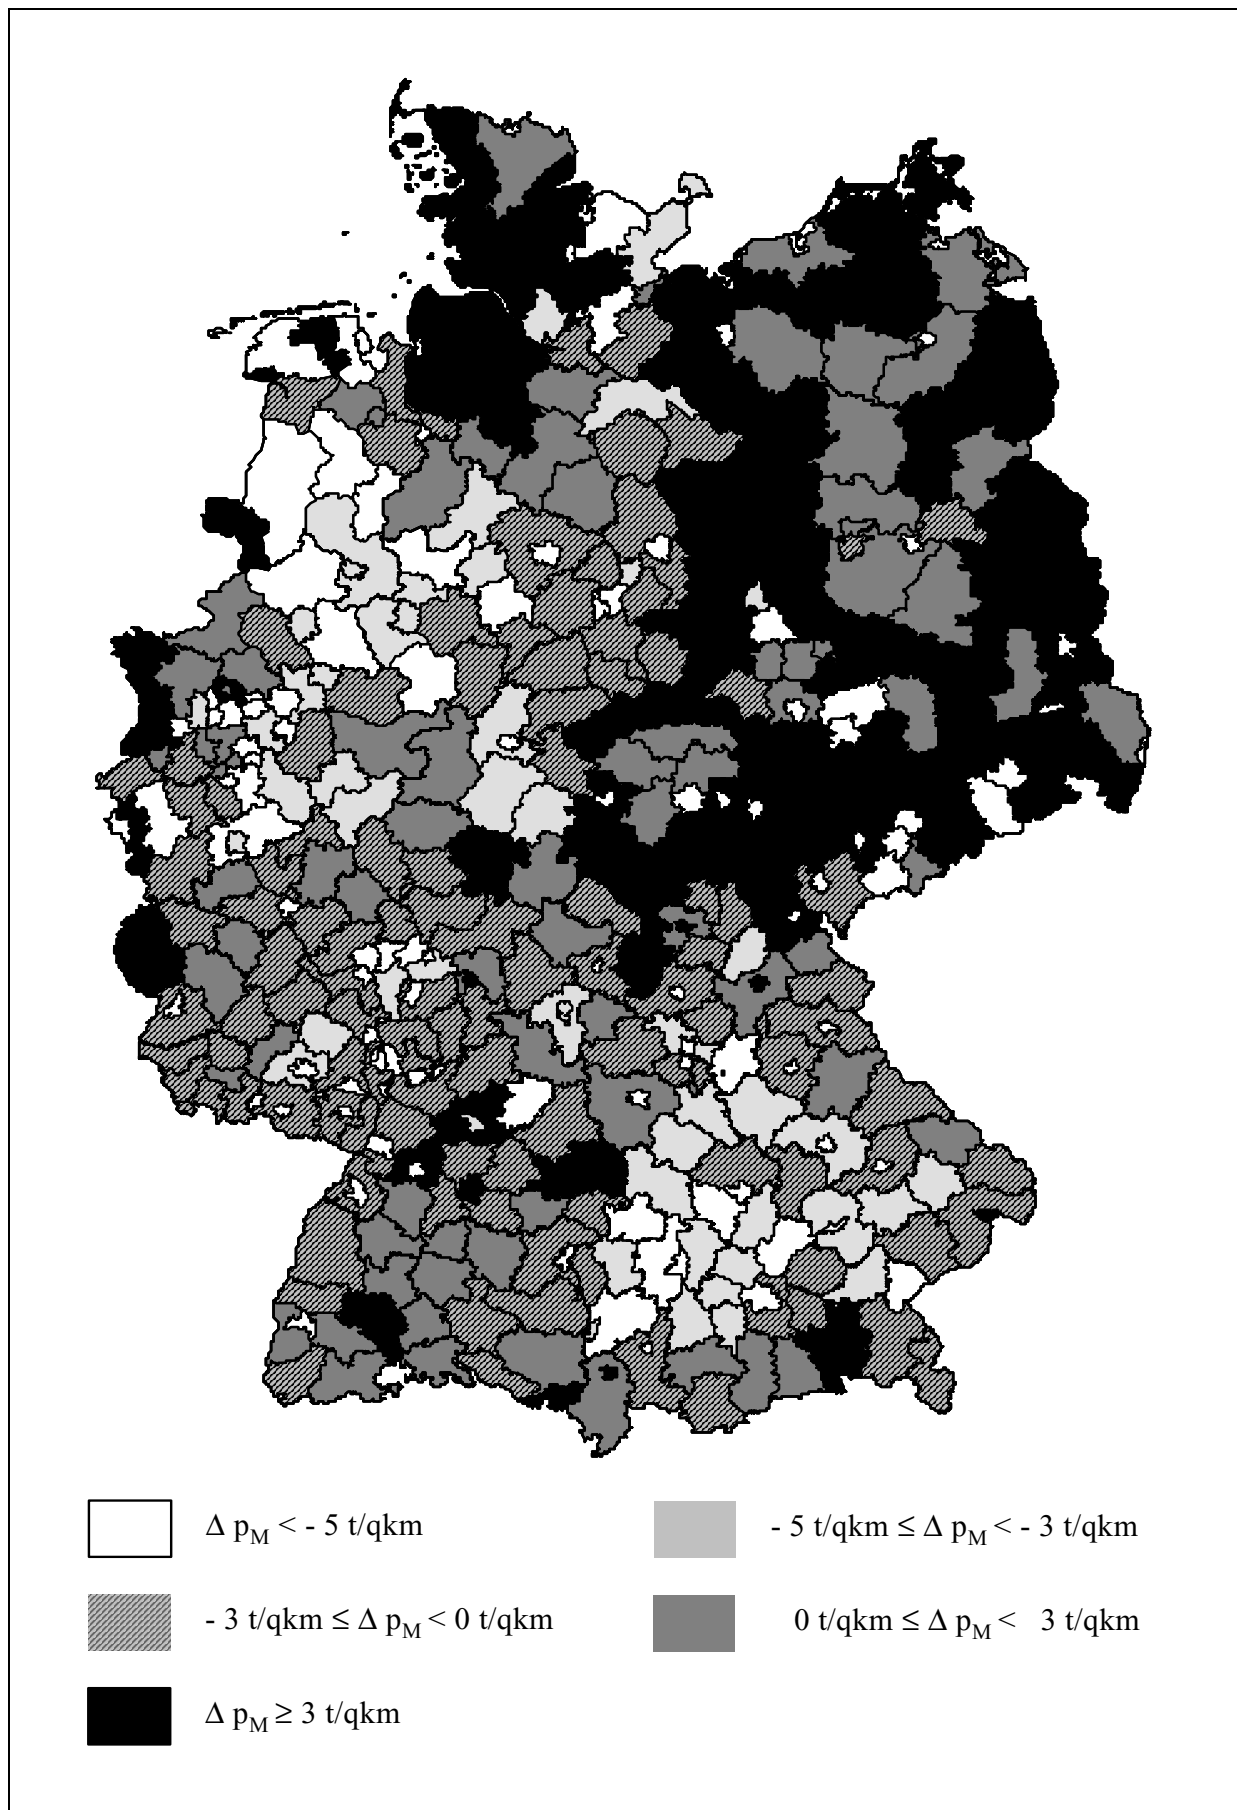 Δ p_M < - 5 t/qkm
- 5 t/qkm ≤ Δ p_M < - 3 t/qkm
- 3 t/qkm ≤ Δ p_M < 0 t/qkm
0 t/qkm ≤ Δ p_M < 3 t/qkm
Δ p_M ≥ 3 t/qkm